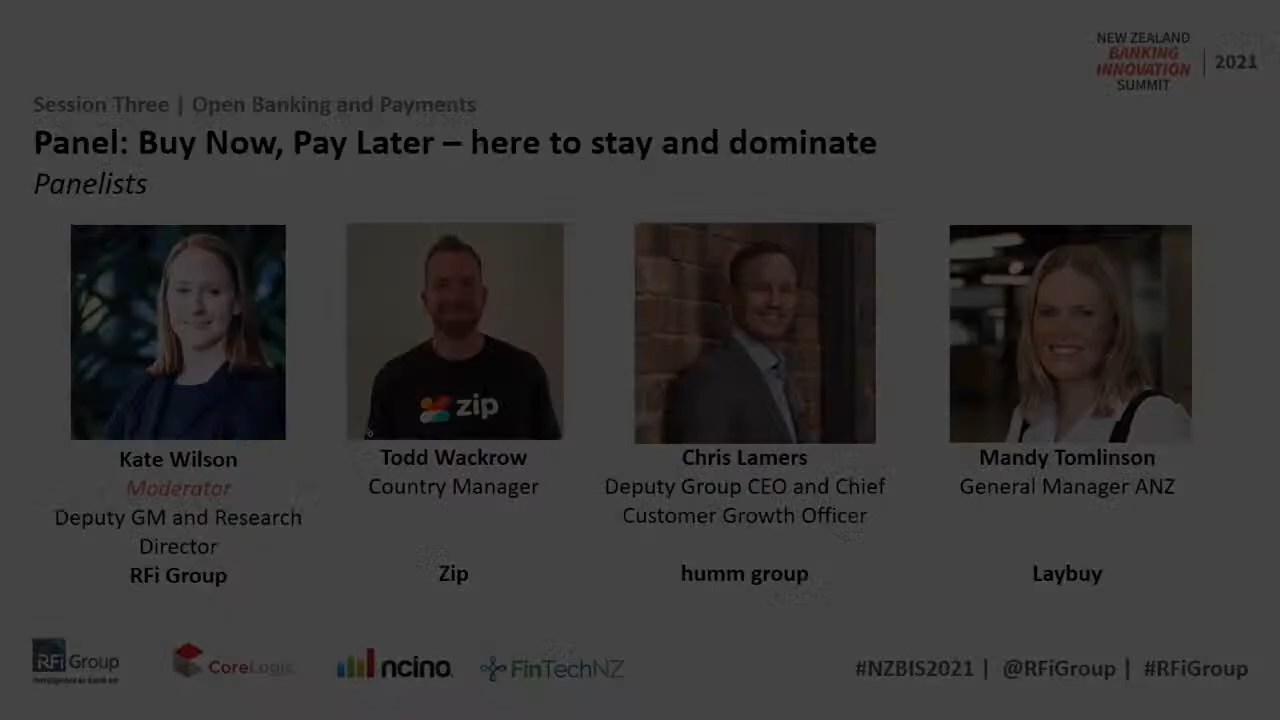 NEW ZEALAND
BANKING
INNOVATION
SUMMIT
2021
Session Three | Open Banking and Payments
Panel: Buy Now, Pay Later – here to stay and dominate
Panelists
zip
Kate Wilson
Moderator
Deputy GM and Research
Director
RFi Group
Todd Wackrow
Country Manager
Zip
Chris Lamers
Deputy Group CEO and Chief
Customer Growth Officer
humm group
Mandy Tomlinson
General Manager ANZ
Laybuy
RFi Group
CoreLogic
ncino
FinTechNZ
#NZBIS2021 | @RFiGroup | #RFiGroup